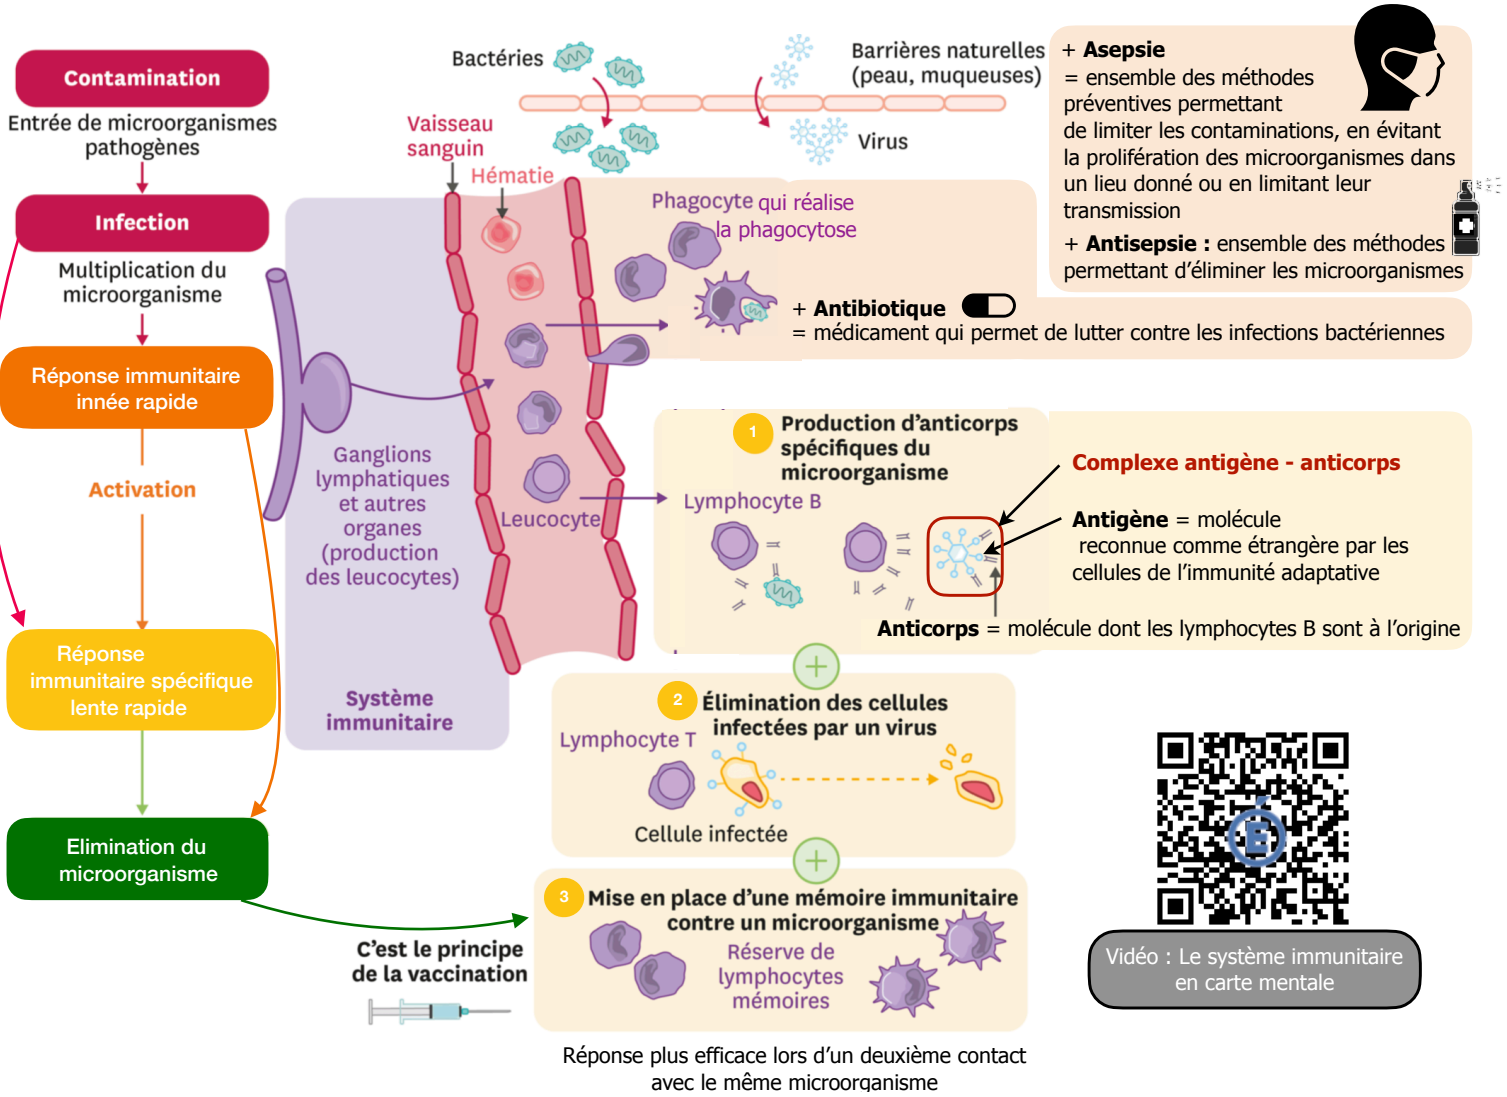 Contamination
Entrée de microorganismes
pathogènes
Infection
Multiplication du
microorganisme
Réponse immunitaire
innée rapide
Activation
Réponse
immunitaire spécifique
lente rapide
Elimination du
microorganisme
Bactéries
Barrières naturelles
(peau, muqueuses)
Virus
Vaisseau
sanguin
Hématie
Phagocyte qui réalise
la phagocytose
+ Asepsie
= ensemble des méthodes
préventives permettant
de limiter les contaminations, en évitant
la prolifération des microorganismes dans
un lieu donné ou en limitant leur
transmission
+ Antisepsie : ensemble des méthodes
permettant d’éliminer les microorganismes
+ Antibiotique
= médicament qui permet de lutter contre les infections bactériennes
Ganglions
lymphatiques
et autres
organes
(production
des leucocytes)
Leucocyte
Système
immunitaire
1
Production d’anticorps
spécifiques du
microorganisme
Lymphocyte B
Complexe antigène - anticorps
Antigène = molécule
reconnue comme étrangère par les
cellules de l’immunité adaptative
Anticorps = molécule dont les lymphocytes B sont à l’origine
+
2
Élimination des cellules
infectées par un virus
Lymphocyte T
Cellule infectée
+
3
Mise en place d’une mémoire immunitaire
contre un microorganisme
Réserve de
lymphocytes
mémoires
C’est le principe
de la vaccination
Réponse plus efficace lors d’un deuxième contact
avec le même microorganisme
É
Vidéo : Le système immunitaire
en carte mentale